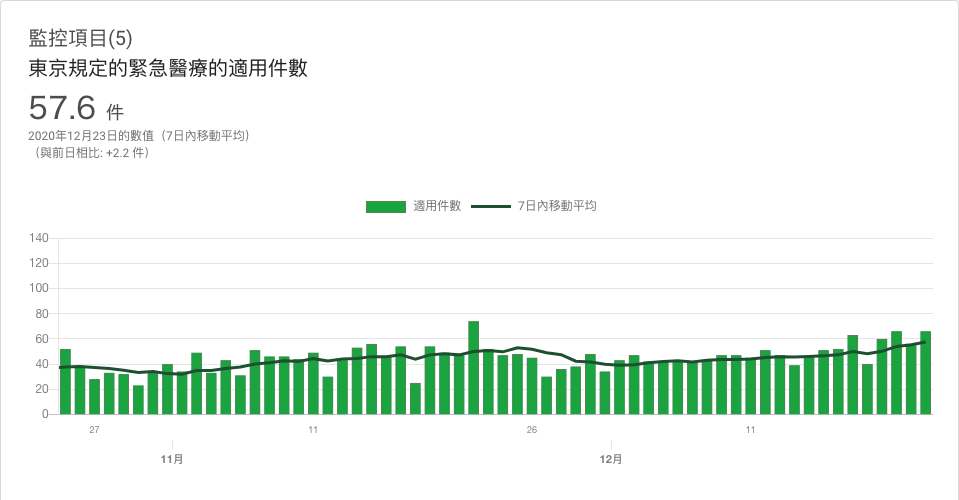 監控項目(5)
東京規定的緊急醫療的適用件數
57.6 件
2020年12月23日的數值（7日內移動平均）
（與前日相比: +2.2 件）
適用件數 7日內移動平均
140
120
100
80
60
40
20
0
27 11 26 11
11月 12月